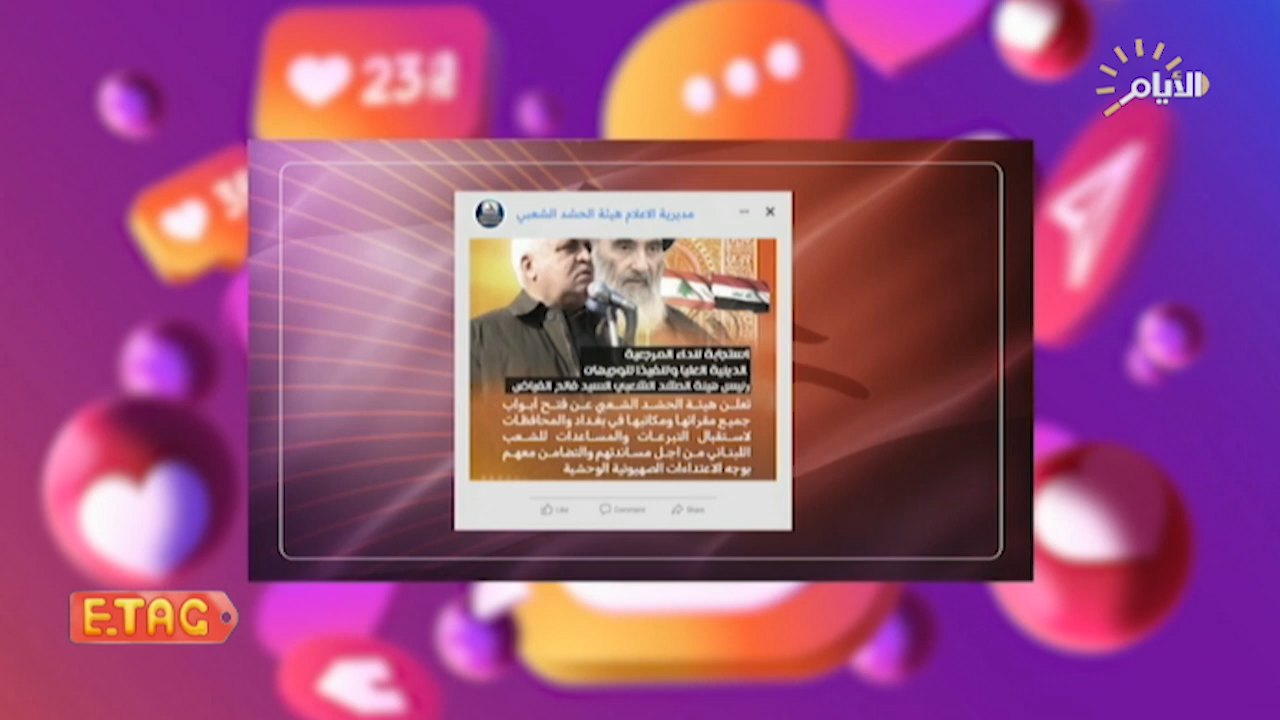 234
الأيام
مديرية الاعلام هيئة الحشد الشعبي
استجابة لنداء المرجعية
الدينية العليا وتنفيذا لتوجيهات
رئيس هيئة الحشد الشعبي السيد فالح الفياض
تعلن هيئة الحشد الشعبي عن فتح أبواب
جميع مقراتها ومكاتبها في بغداد والمحافظات
لاستقبال التبرعات والمساعدات للشعب
اللبناني من اجل مساندتهم والتضامن معهم
بوجه الاعتداءات الصهيونية الوحشية
Like
Comment
Share
E.TAG